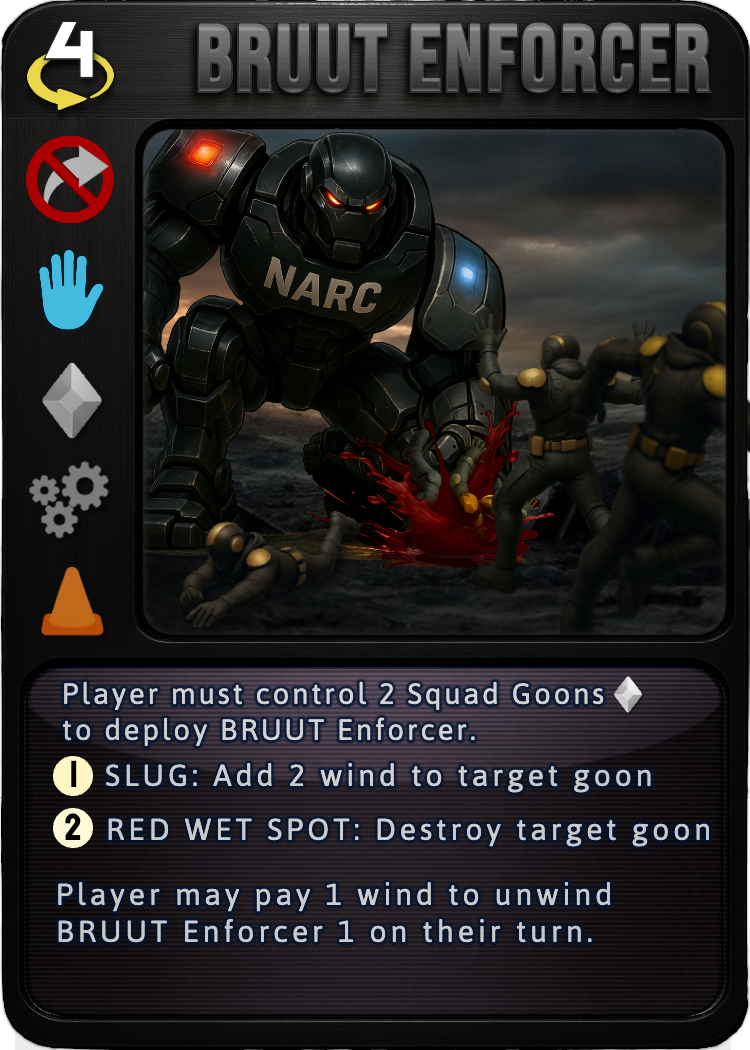 4
BRUUT ENFORCER
NARC
Player must control 2 Squad Goons
to deploy BRUUT Enforcer.
1 SLUG: Add 2 wind to target goon
2 RED WET SPOT: Destroy target goon
Player may pay 1 wind to unwind
BRUUT Enforcer 1 on their turn.